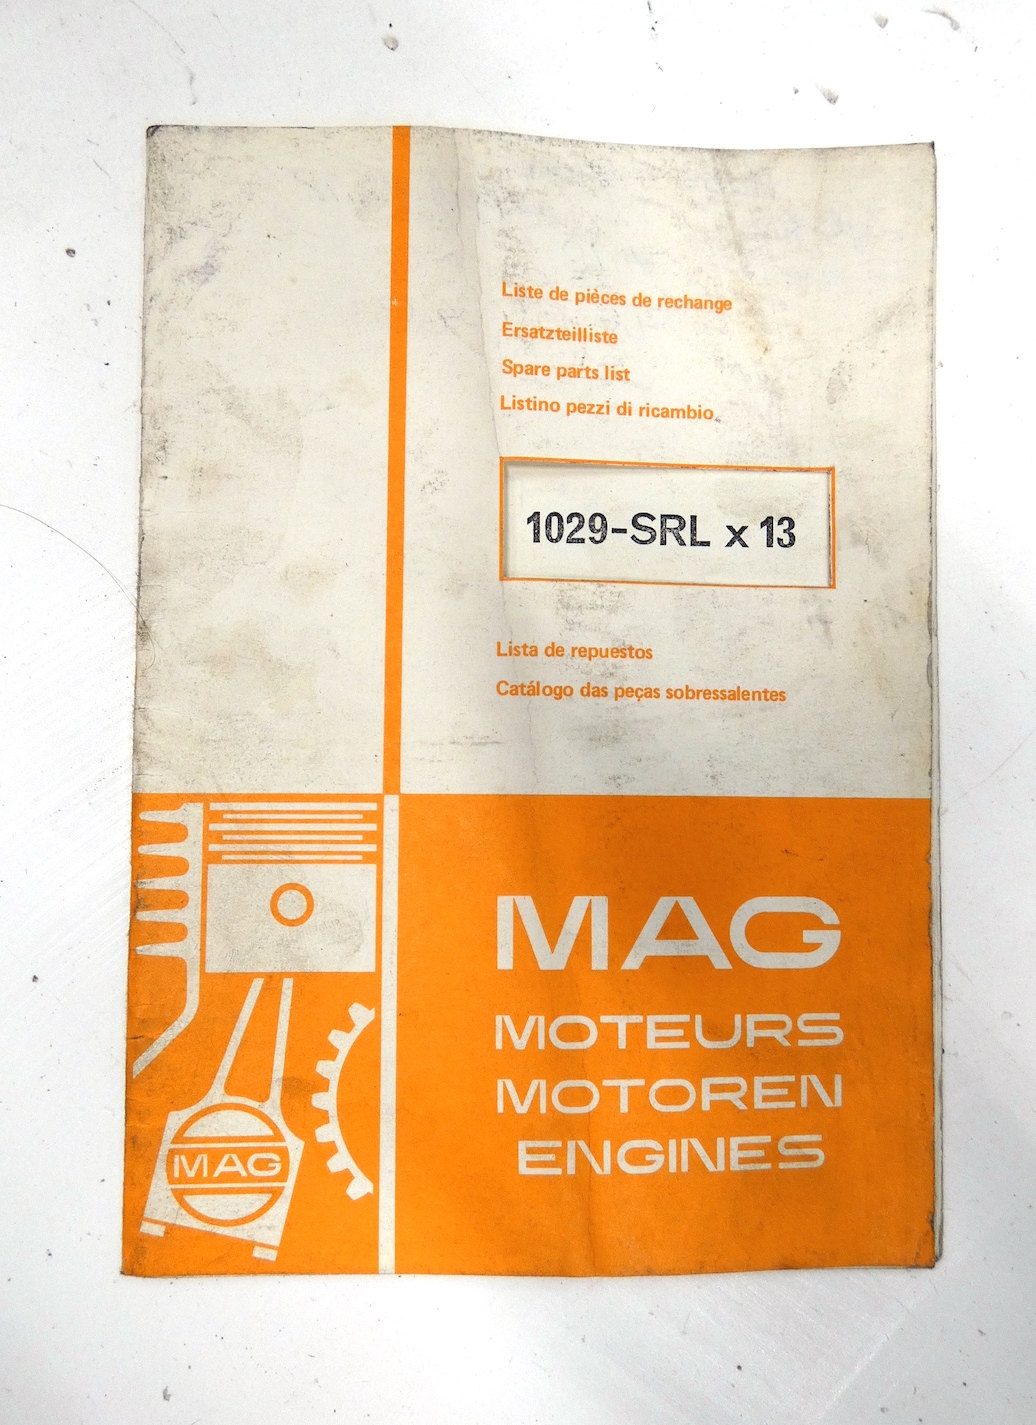 Liste de pièces de rechange
Ersatzteilliste
Spare parts list
Listino pezzi di ricambio
1029-SRL x 13
Lista de repuestos
Catálogo das peças sobressalentes
MAG
MOTEURS
MOTOREN
ENGINES
MAG